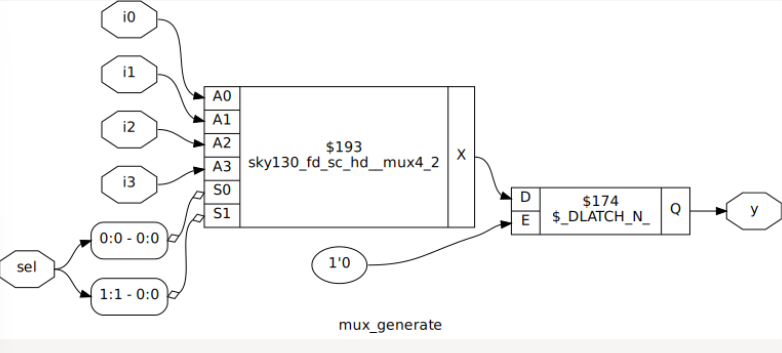 i0
i1
i2
i3
sel
0:0 - 0:0
1:1 - 0:0
A0
A1
A2
A3
S0
S1
$193
sky130_fd_sc_hd__mux4_2
X
1'0
D
E
$174
$_DLATCH_N_
Q
y
mux_generate